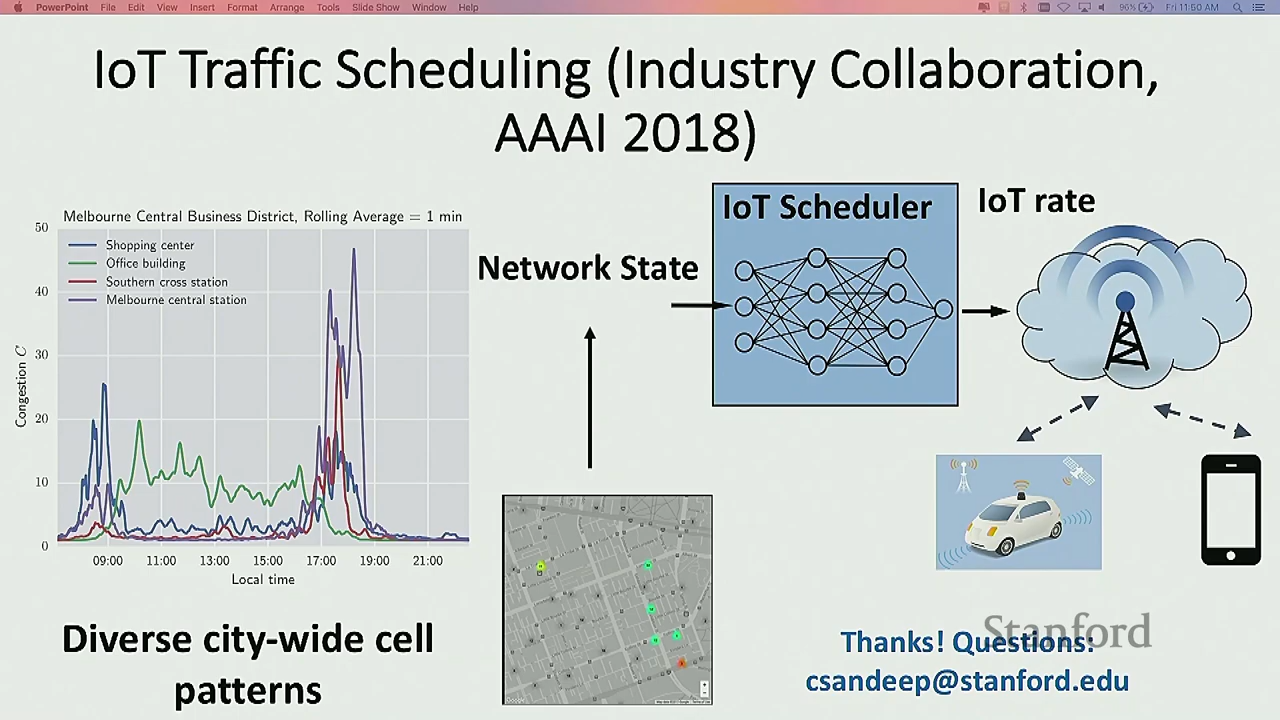 PowerPoint File Edit View Insert Format Arrange Tools Slide Show Window Help 96% Fri 11:50 AM
IoT Traffic Scheduling (Industry Collaboration,
AAAI 2018)
Melbourne Central Business District, Rolling Average = 1 min
Shopping center
Office building
Southern cross station
Melbourne central station
Congestion C
50
40
30
20
10
0
09:00 11:00 13:00 15:00 17:00 19:00 21:00
Local time
Diverse city-wide cell
patterns
Network State
IoT Scheduler
IoT rate
Google
Stanford
Thanks! Questions:
csandeep@stanford.edu